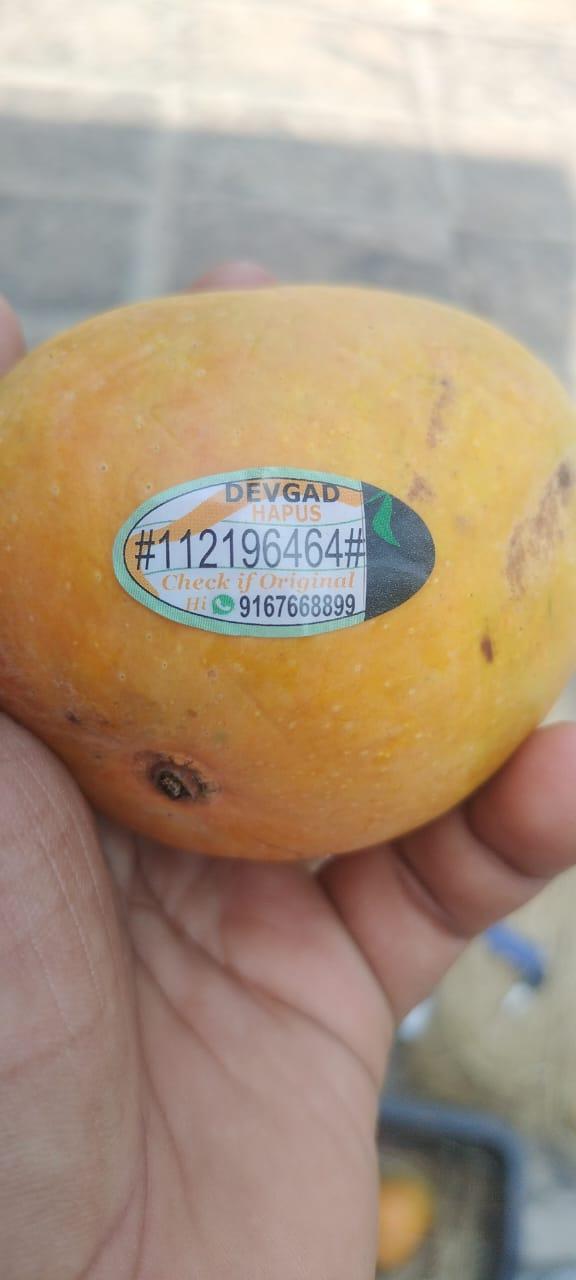 DEVGAD
HAPUS
#112196464#
Check if Original
Hi 9167668899